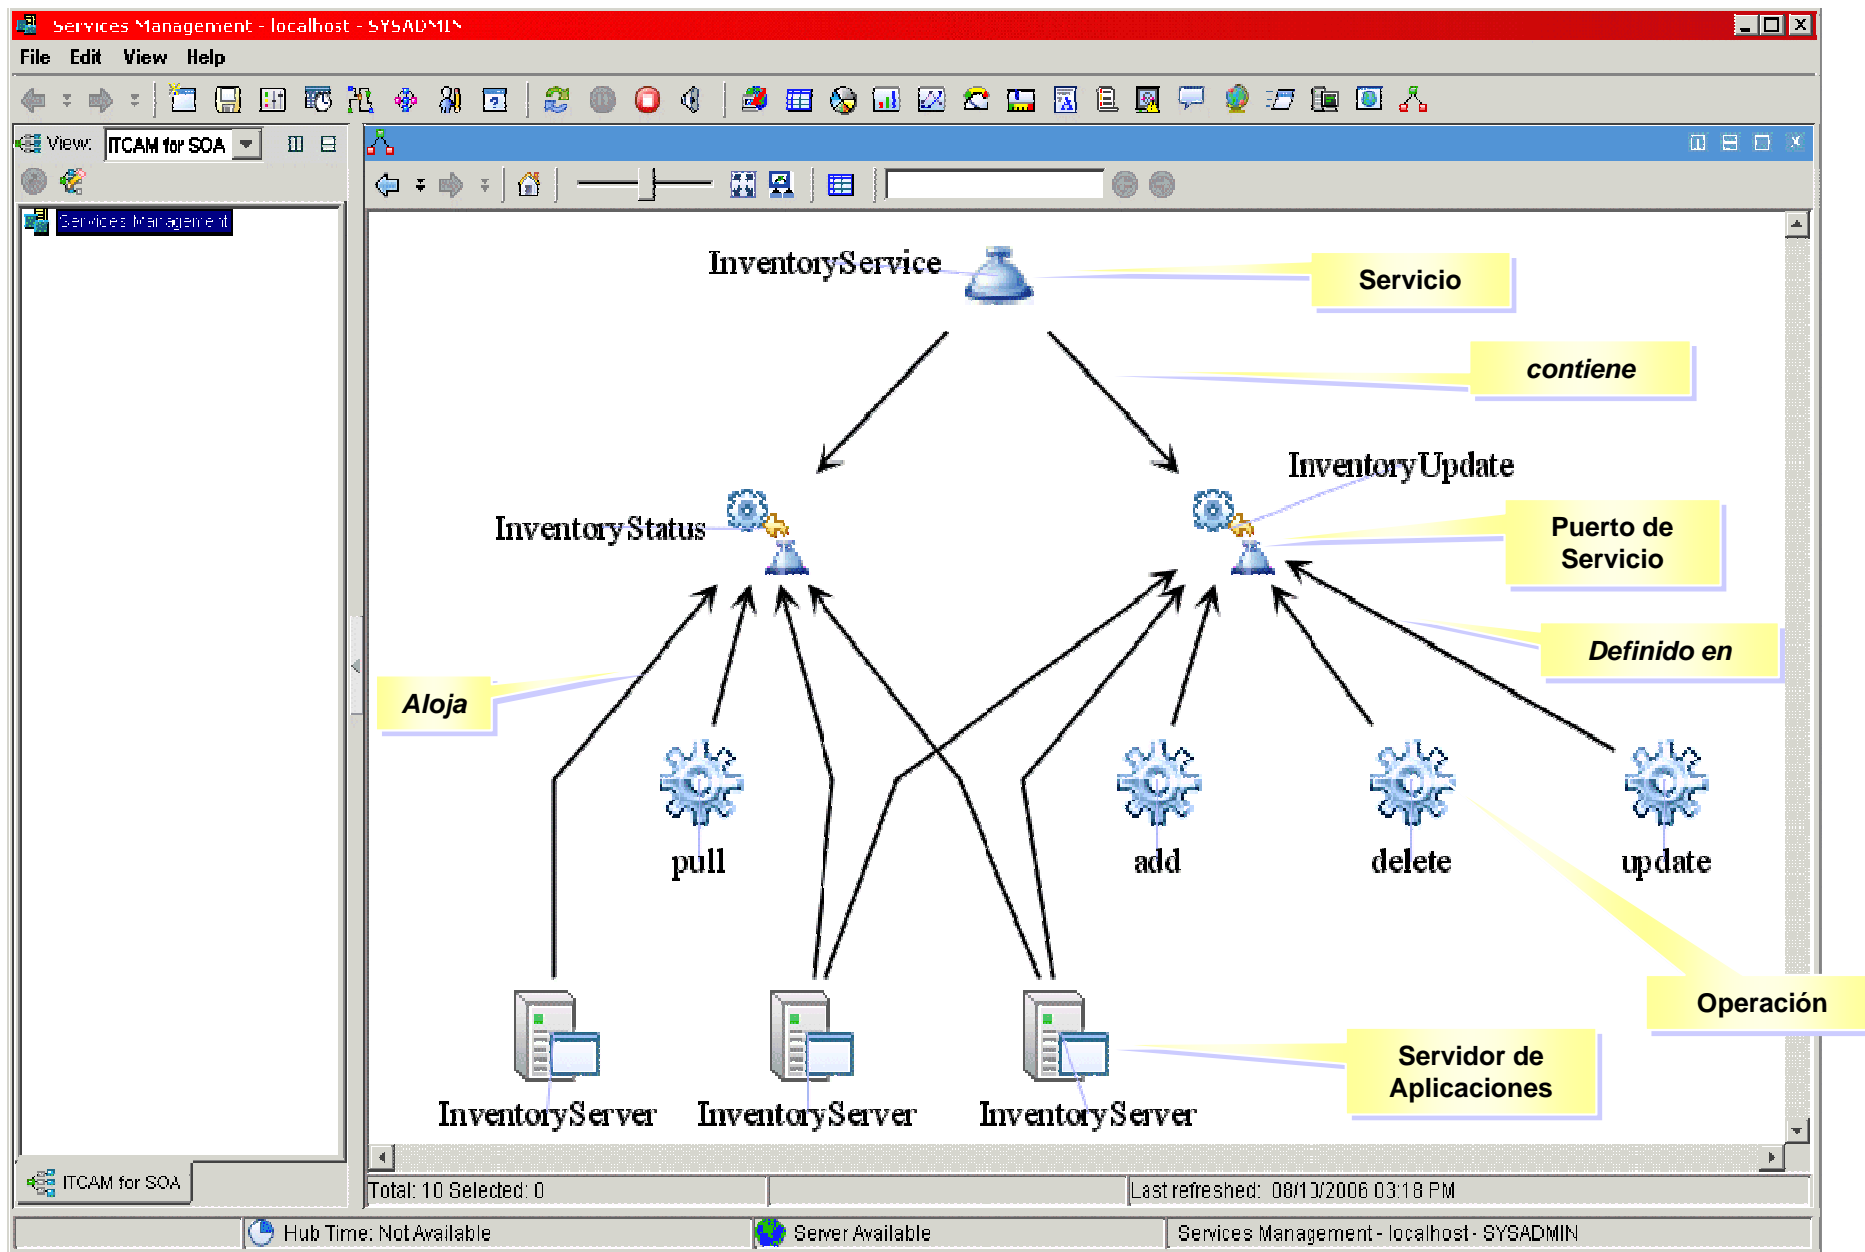 Services Management - localhost - SYSADMIN
File Edit View Help
View: ITCAM for SOA
Services Management
InventoryService
Servicio
contiene
InventoryUpdate
InventoryStatus
Puerto de
Servicio
Definido en
Aloja
pull
add
delete
update
Operación
Servidor de
Aplicaciones
InventoryServer
InventoryServer
InventoryServer
ITCAM for SOA
Total: 10 Selected: 0
Last refreshed: 08/10/2006 03:18 PM
Hub Time: Not Available
Server Available
Services Management - localhost - SYSADMIN